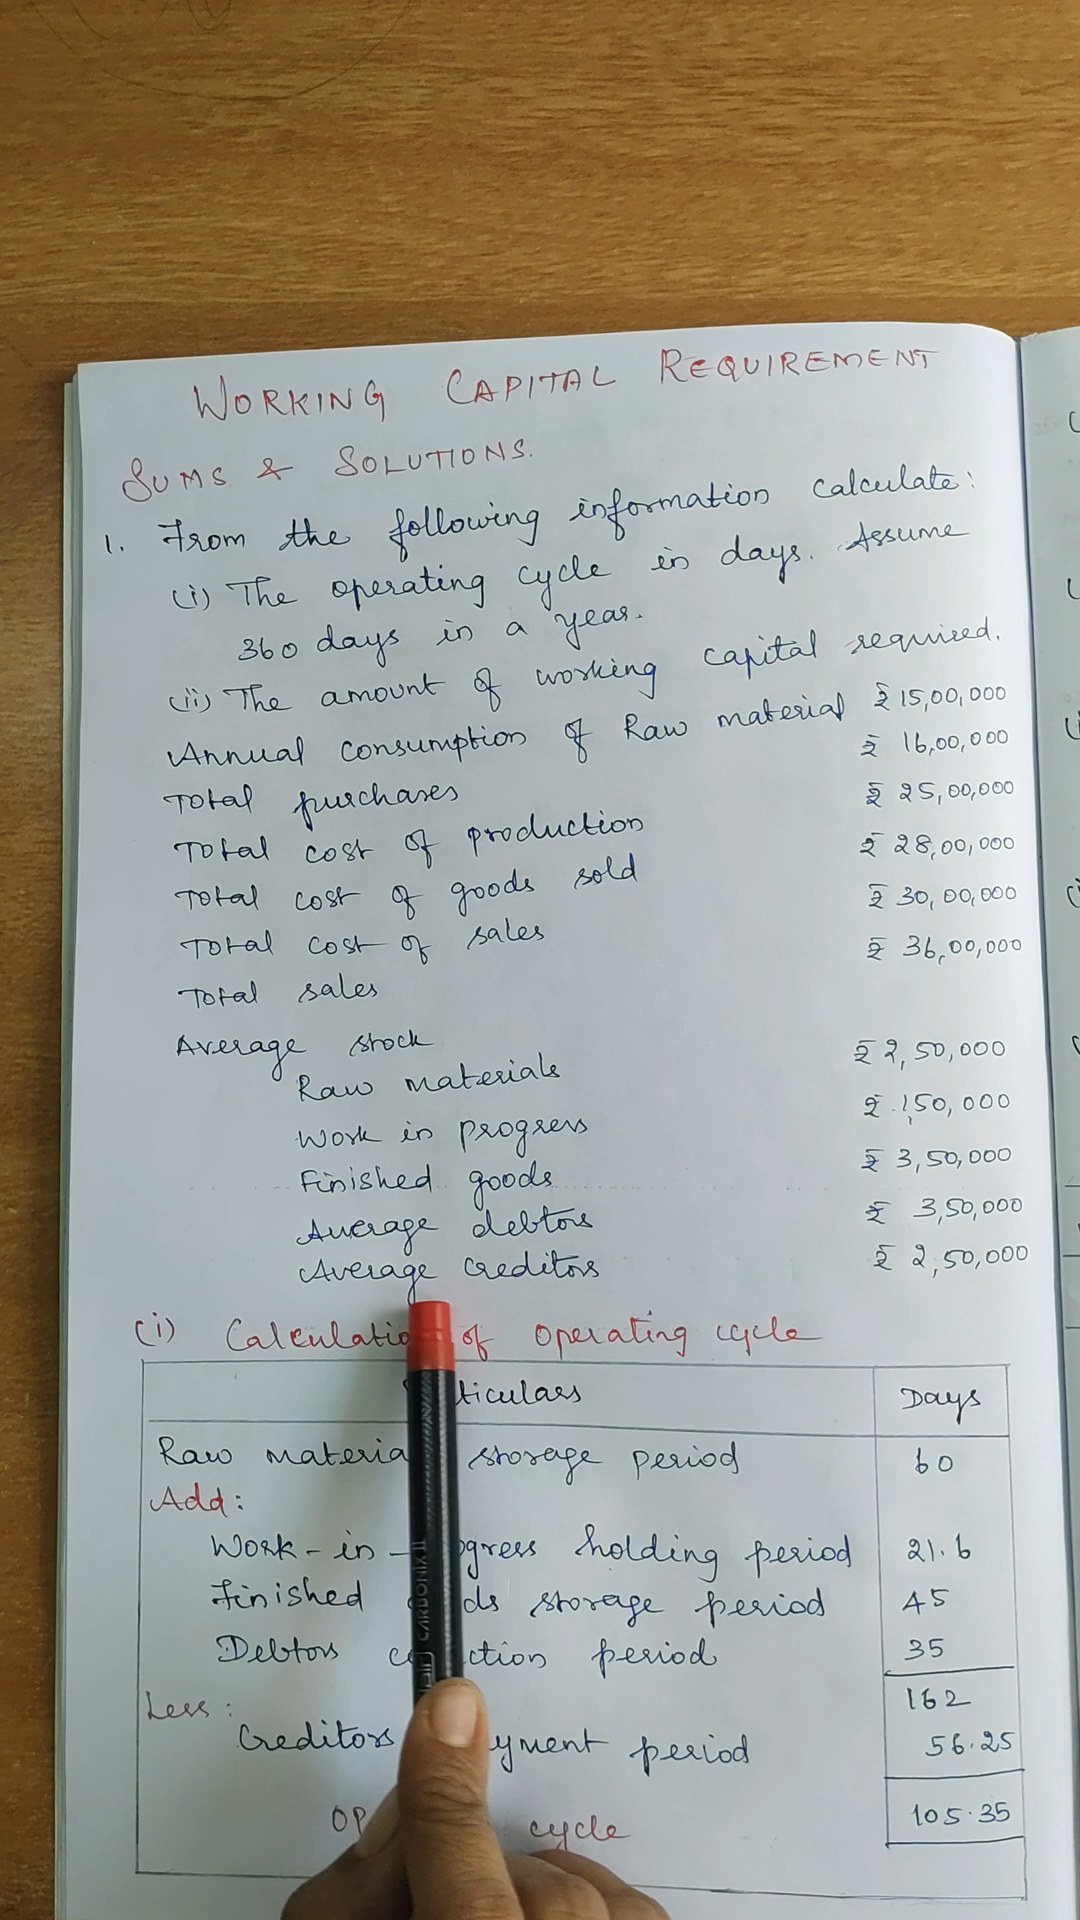 WORKING CAPITAL REQUIREMENT
SUMS & SOLUTIONS.
1. From the following information calculate:
(i) The operating cycle in days. Assume
360 days in a year.
(ii) The amount of working capital required.
Annual consumption of Raw material ₹ 15,00,000
Total purchases ₹ 16,00,000
Total cost of production ₹ 25,00,000
Total cost of goods sold ₹ 28,00,000
Total cost of sales ₹ 30,00,000
Total sales ₹ 36,00,000
Average stock
Raw materials ₹ 2,50,000
Work in progress ₹ 1,50,000
Finished goods ₹ 3,50,000
Average debtors ₹ 3,50,000
Average creditors ₹ 2,50,000
(i) Calculatio of operating cycle
ticulars Days
Raw materia storage period 60
Add:
Work-in- gress holding period 21.6
Finished ds storage period 45
Debtors c ction period 35
162
Less:
Creditors yment period 56.25
OP cycle 105.35
CARBONIX II